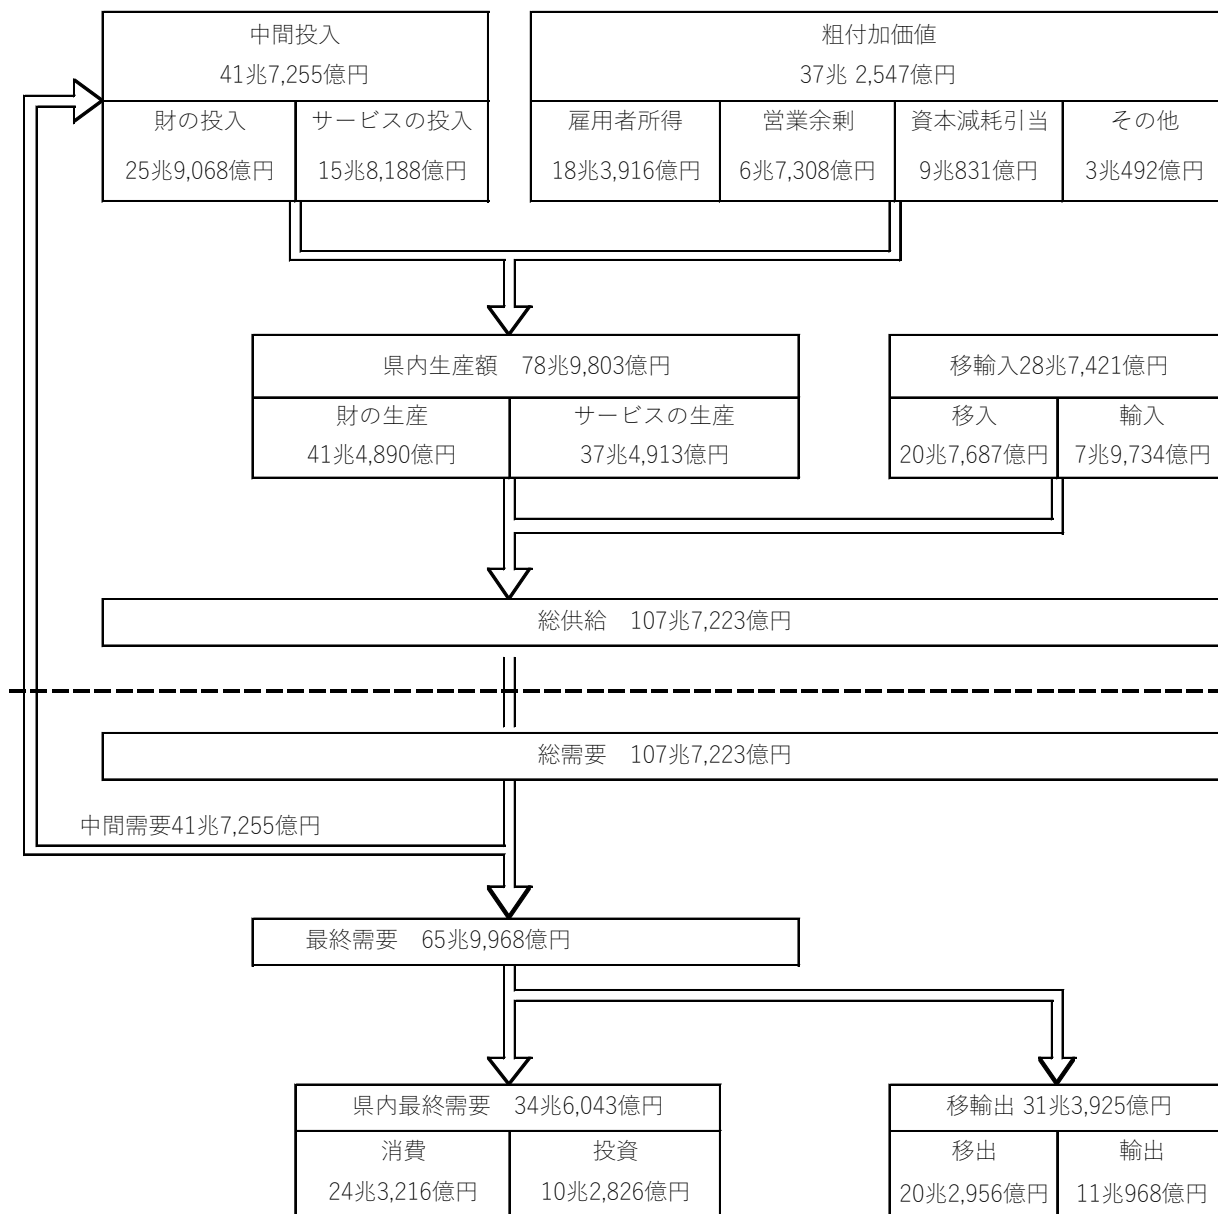 中間投入
41兆7,255億円
財の投入
25兆9,068億円
サービスの投入
15兆8,188億円
粗付加価値
37兆 2,547億円
雇用者所得
18兆3,916億円
営業余剰
6兆7,308億円
資本減耗引当
9兆831億円
その他
3兆492億円
県内生産額　78兆9,803億円
財の生産
41兆4,890億円
サービスの生産
37兆4,913億円
移輸入28兆7,421億円
移入
20兆7,687億円
輸入
7兆9,734億円
総供給　107兆7,223億円
総需要　107兆7,223億円
中間需要41兆7,255億円
最終需要　65兆9,968億円
県内最終需要　34兆6,043億円
消費
24兆3,216億円
投資
10兆2,826億円
移輸出 31兆3,925億円
移出
20兆2,956億円
輸出
11兆968億円